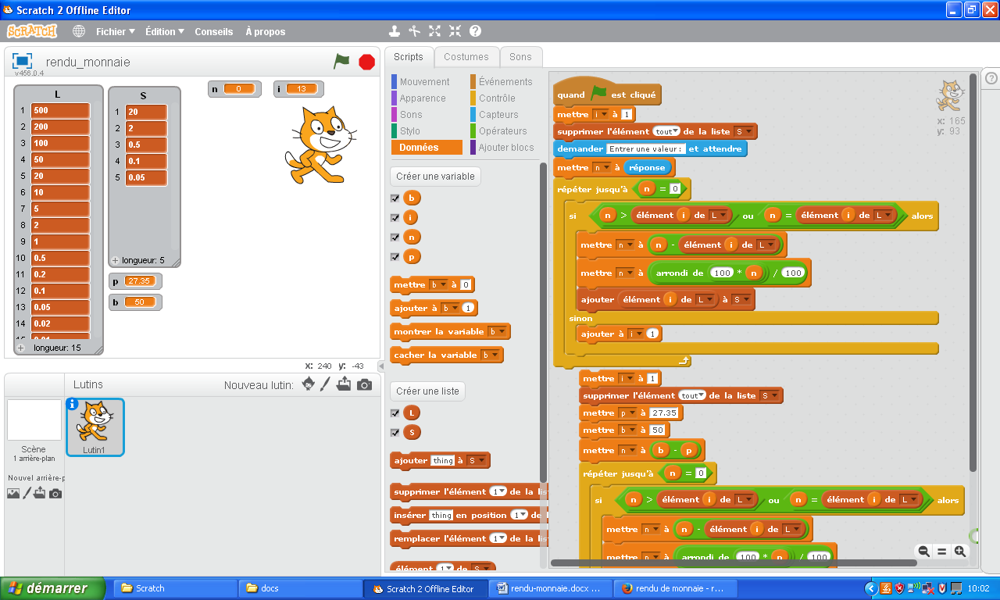 Scratch 2 Offline Editor
SCRATCH Fichier Édition Conseils À propos
rendu_monnaie
v456.0.4
L
1 500
2 200
3 100
4 50
5 20
6 10
7 5
8 2
9 1
10 0.5
11 0.2
12 0.1
13 0.05
14 0.02
15 0.01
longueur: 15
S
1 20
2 2
3 0.5
4 0.1
5 0.05
longueur: 5
n 0
i 13
p 27.35
b 50
x: 240 y: -43
Lutins Nouveau lutin:
Scène
1 arrière-plan
Nouvel arrière-p
Lutin1
Scripts Costumes Sons
Mouvement Événements
Apparence Contrôle
Sons Capteurs
Stylo Opérateurs
Données Ajouter blocs
Créer une variable
b
i
n
p
mettre b à 0
ajouter à b 1
montrer la variable b
cacher la variable b
Créer une liste
L
S
ajouter thing à S
supprimer l'élément 1 de la list
insérer thing en position 1 de l
remplacer l'élément 1 de la list
élément 1 de S
x: 165
y: 93
quand est cliqué
mettre i à 1
supprimer l'élément tout de la liste S
demander Entrer une valeur : et attendre
mettre n à réponse
répéter jusqu'à n = 0
si n > élément i de L ou n = élément i de L alors
mettre n à n - élément i de L
mettre n à arrondi de 100 * n / 100
ajouter élément i de L à S
sinon
ajouter à i 1
mettre i à 1
supprimer l'élément tout de la liste S
mettre p à 27.35
mettre b à 50
mettre n à b - p
répéter jusqu'à n = 0
si n > élément i de L ou n = élément i de L alors
mettre n à n - élément i de L
mettre n à arrondi de 100 * n / 100
démarrer Scratch docs Scratch 2 Offline Editor rendu-monnaie.docx ... rendu de monnaie - r... 10:02